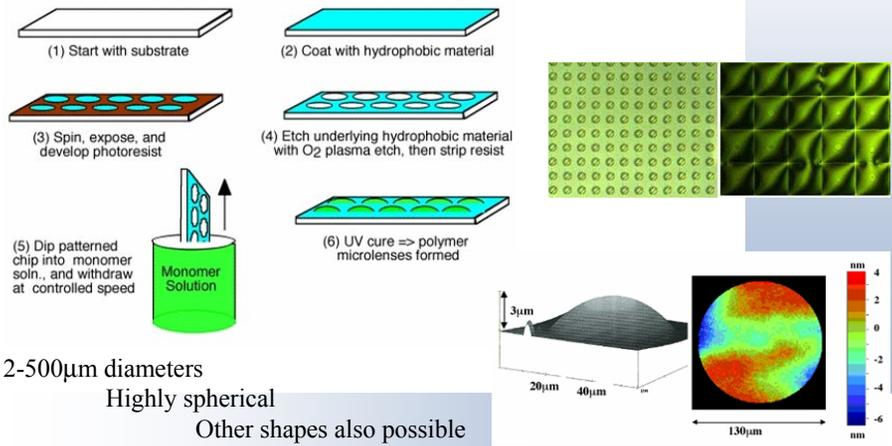 (1) Start with substrate
(2) Coat with hydrophobic material
(3) Spin, expose, and
develop photoresist
(4) Etch underlying hydrophobic material
with O2 plasma etch, then strip resist
(5) Dip patterned
chip into monomer
soln., and withdraw
at controlled speed
Monomer
Solution
(6) UV cure => polymer
microlenses formed
2-500μm diameters
Highly spherical
Other shapes also possible
3μm
20μm
40μm
130μm
nm
4
2
0
-2
-4
-6
nm